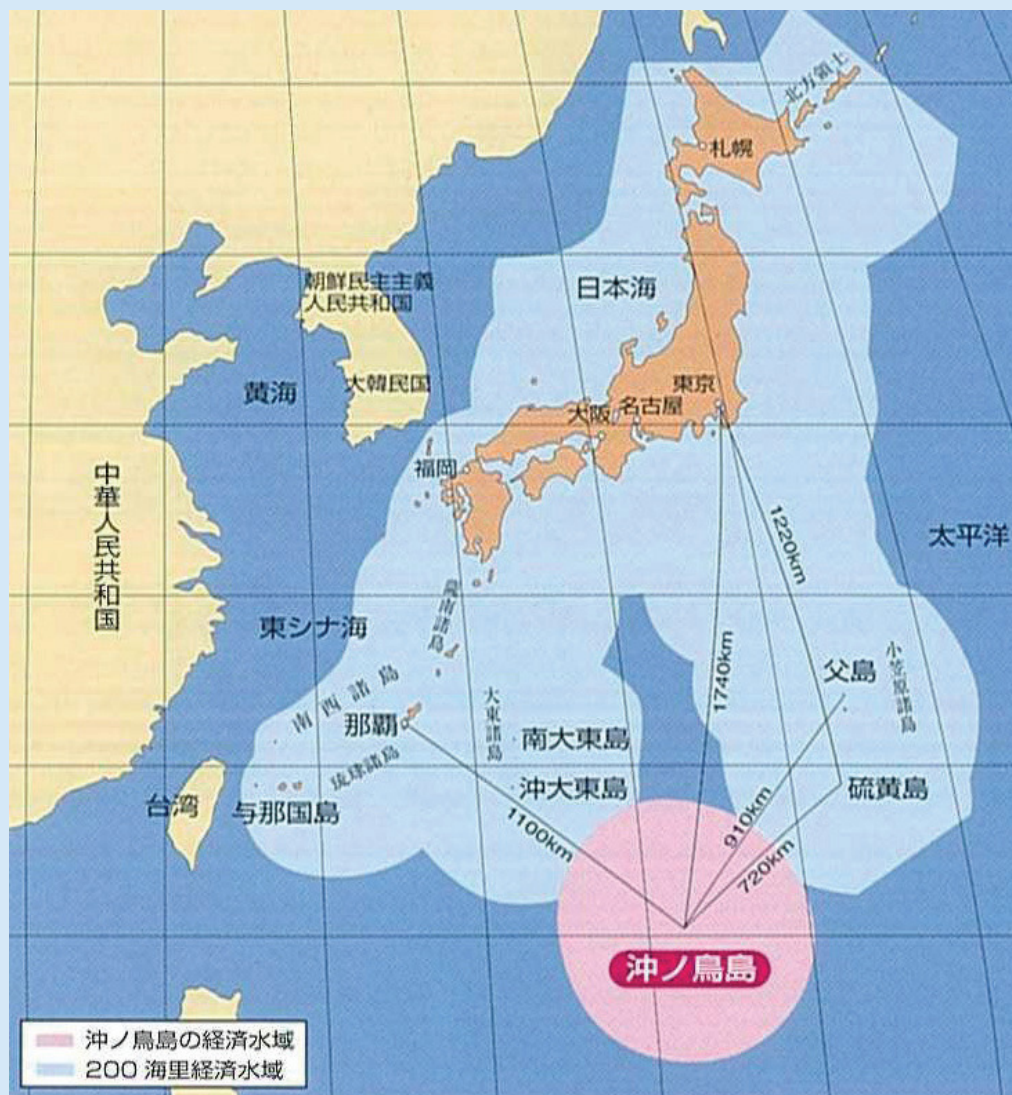 北方領土
札幌
朝鮮民主主義
人民共和国
日本海
大韓民国
黄海
東京
名古屋
大阪
福岡
中華人民共和国
太平洋
1220km
東シナ海
薩南諸島
1740km
小笠原諸島
父島
南西諸島
那覇
大東諸島
南大東島
琉球諸島
沖大東島
硫黄島
台湾
与那国島
1100km
910km
720km
沖ノ鳥島
沖ノ鳥島の経済水域
200海里経済水域